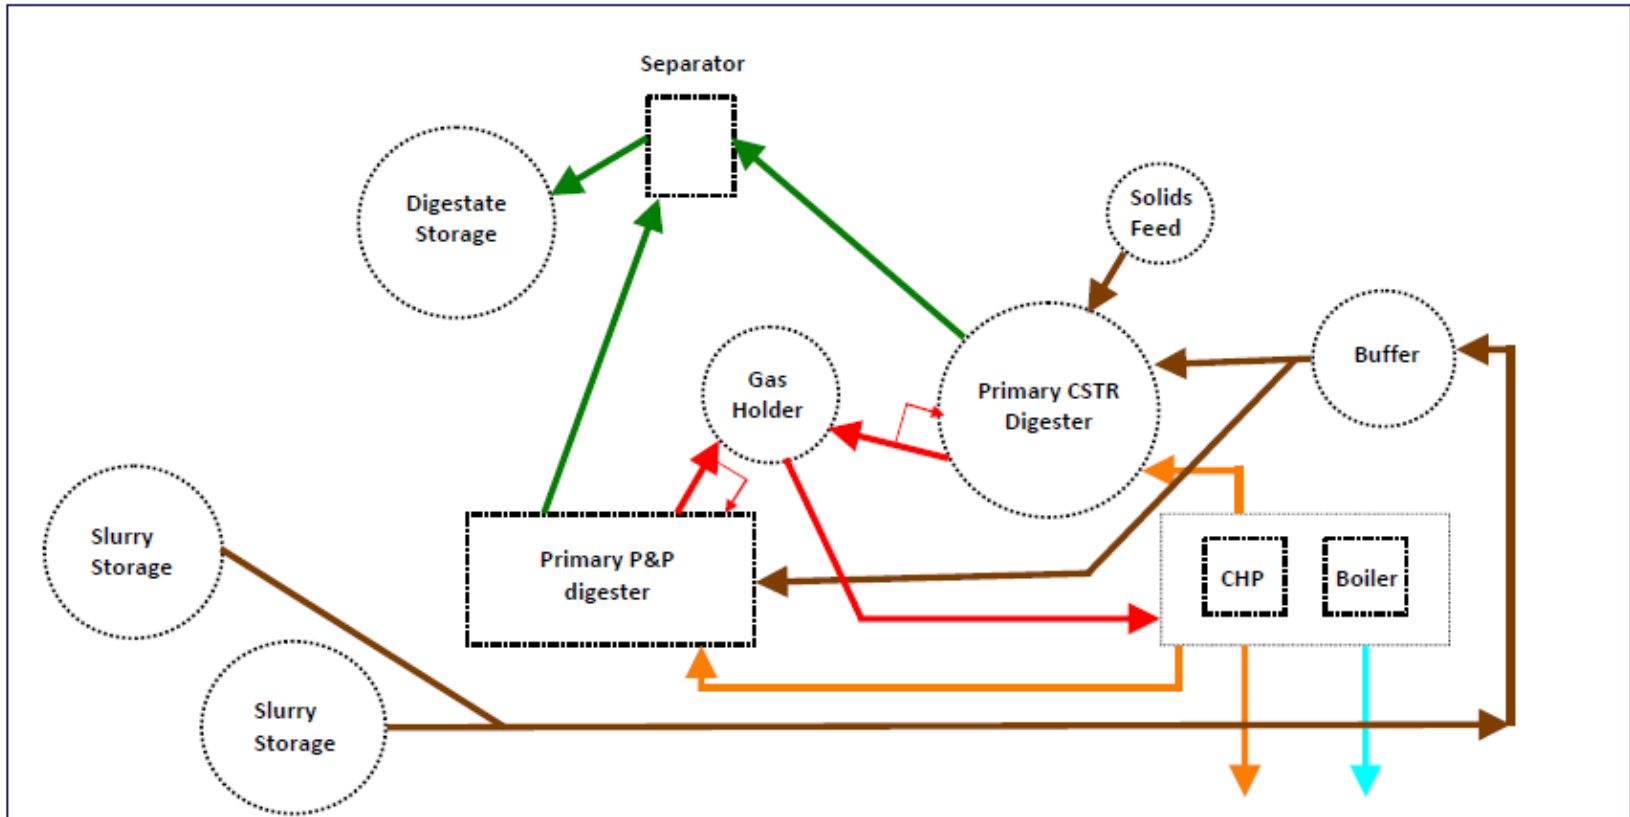 Separator
Solids
Feed
Digestate
Storage
Buffer
Gas
Holder
Primary CSTR
Digester
Slurry
Storage
Primary P&P
digester
CHP
Boiler
Slurry
Storage